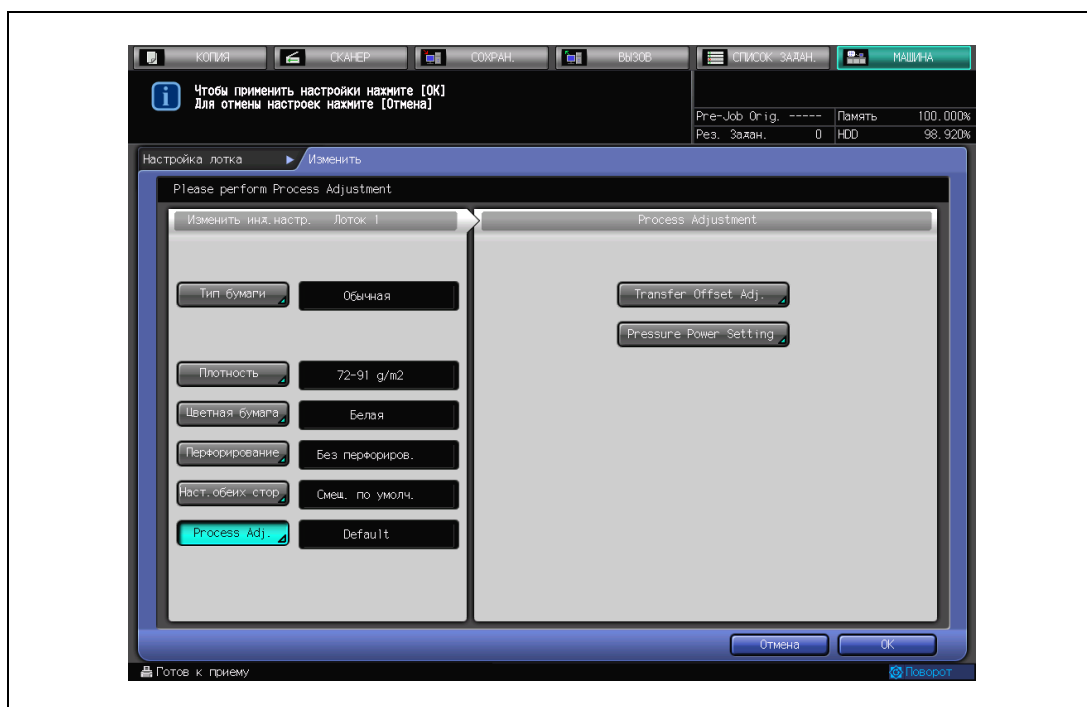 КОПИЯ СКАНЕР СОХРАН. ВЫЗОВ СПИСОК ЗАДАН. МАШИНА
Чтобы применить настройки нажмите [OK]
Для отмены настроек нажмите [Отмена]
Pre-Job Orig. ----- Память 100.000%
Рез. Задан. 0 HDD 98.920%
Настройка лотка Изменить
Please perform Process Adjustment
Изменить инд.настр. Лоток 1
Process Adjustment
Тип бумаги Обычная
Transfer Offset Adj.
Pressure Power Setting
Плотность 72-91 g/m2
Цветная бумага Белая
Перфорирование Без перфориров.
Наст.обеих стор Смещ. по умолч.
Process Adj. Default
Отмена OK
Готов к приему Поворот